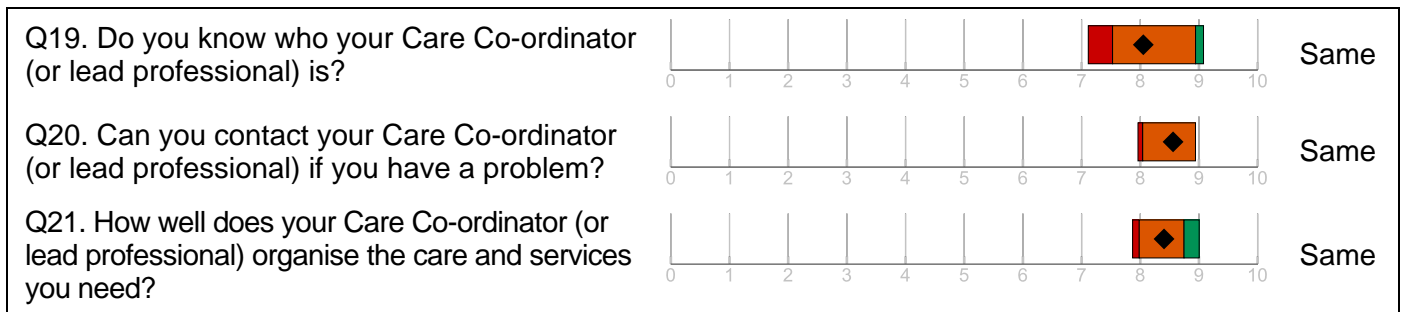 Q19. Do you know who your Care Co-ordinator
(or lead professional) is?
0 1 2 3 4 5 6 7 8 9 10
Same
Q20. Can you contact your Care Co-ordinator
(or lead professional) if you have a problem?
0 1 2 3 4 5 6 7 8 9 10
Same
Q21. How well does your Care Co-ordinator (or
lead professional) organise the care and services
you need?
0 1 2 3 4 5 6 7 8 9 10
Same